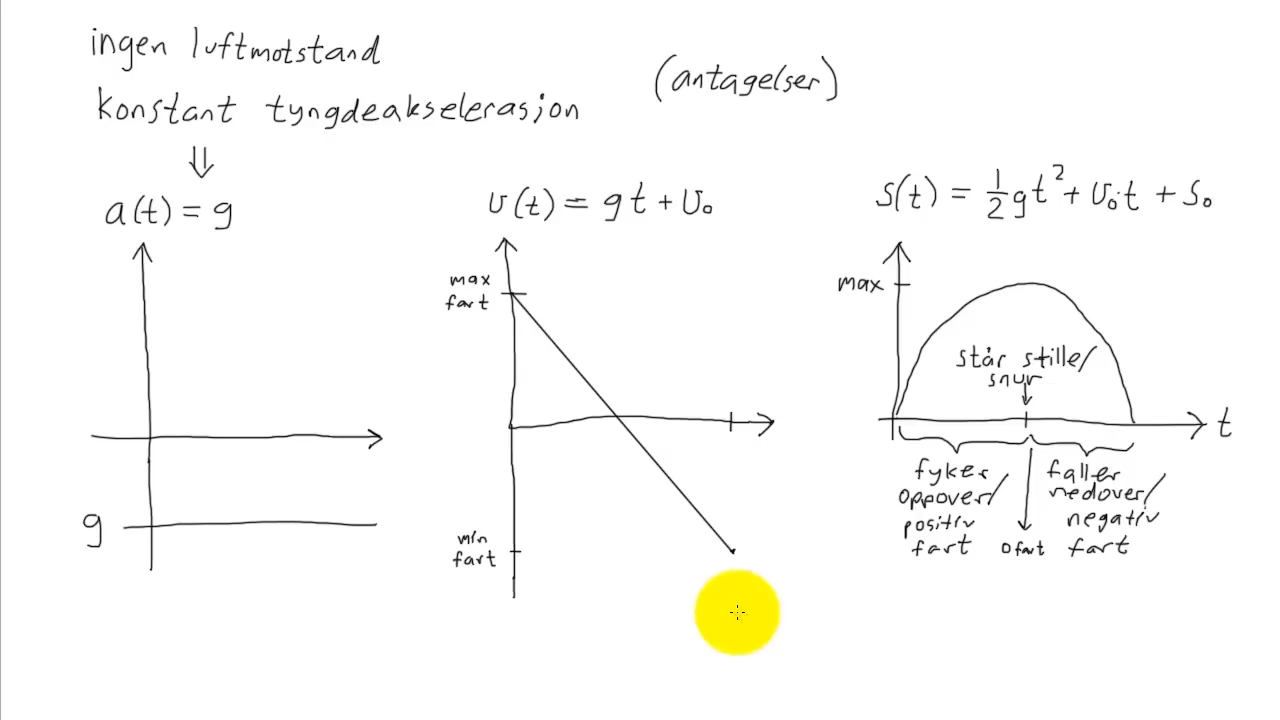 ingen luftmotstand
(antagelser)
konstant tyngdeakselerasjon
⇓
a(t) = g
v(t) = gt + v₀
s(t) = ½gt² + v₀t + s₀
g
max
fart
min
fart
max
står stille/
snur
t
fyker
oppover/
positiv
fart
0 fart
faller
nedover/
negativ
fart